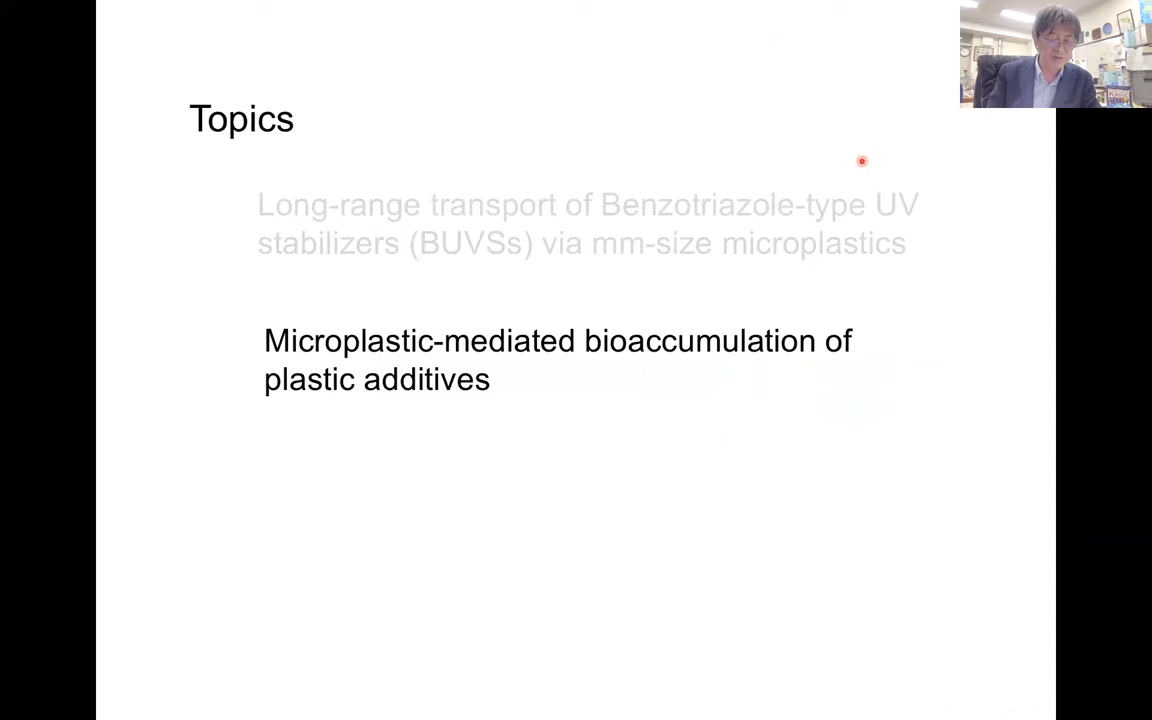 Topics
Long-range transport of Benzotriazole-type UV
stabilizers (BUVSs) via mm-size microplastics
Microplastic-mediated bioaccumulation of
plastic additives